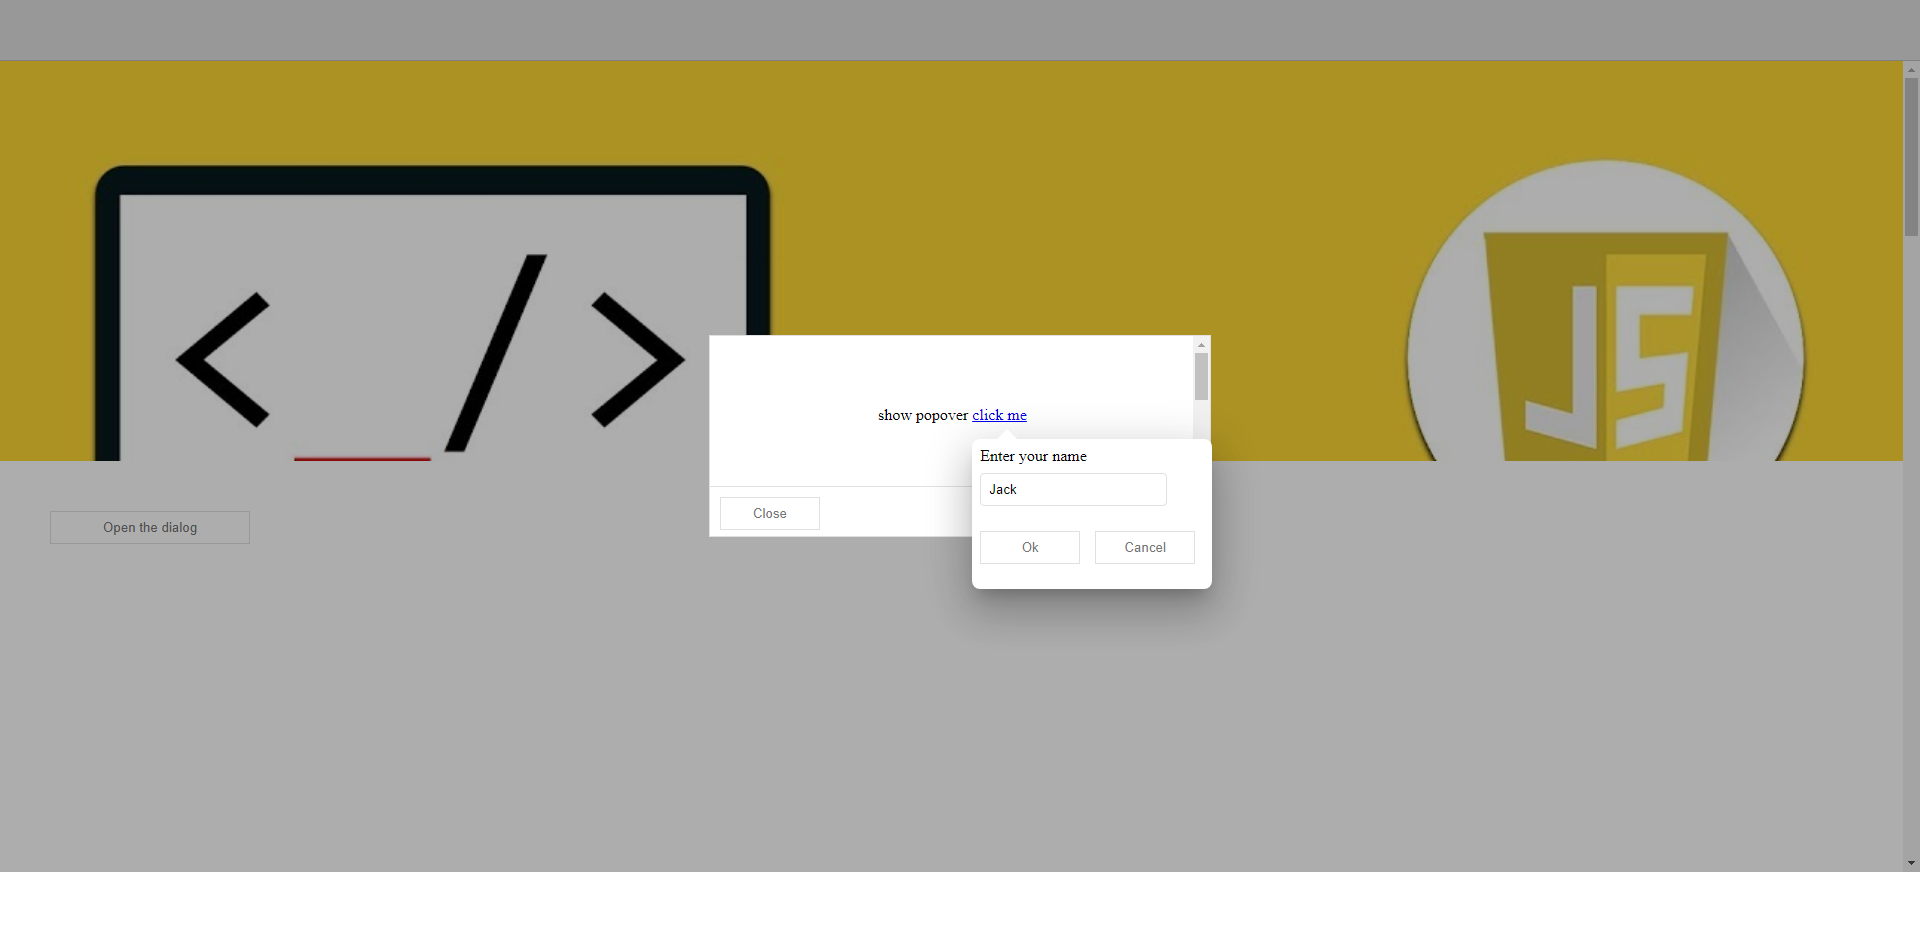 < / >
JS
show popover click me
Enter your name
Jack
Close
Ok
Cancel
Open the dialog